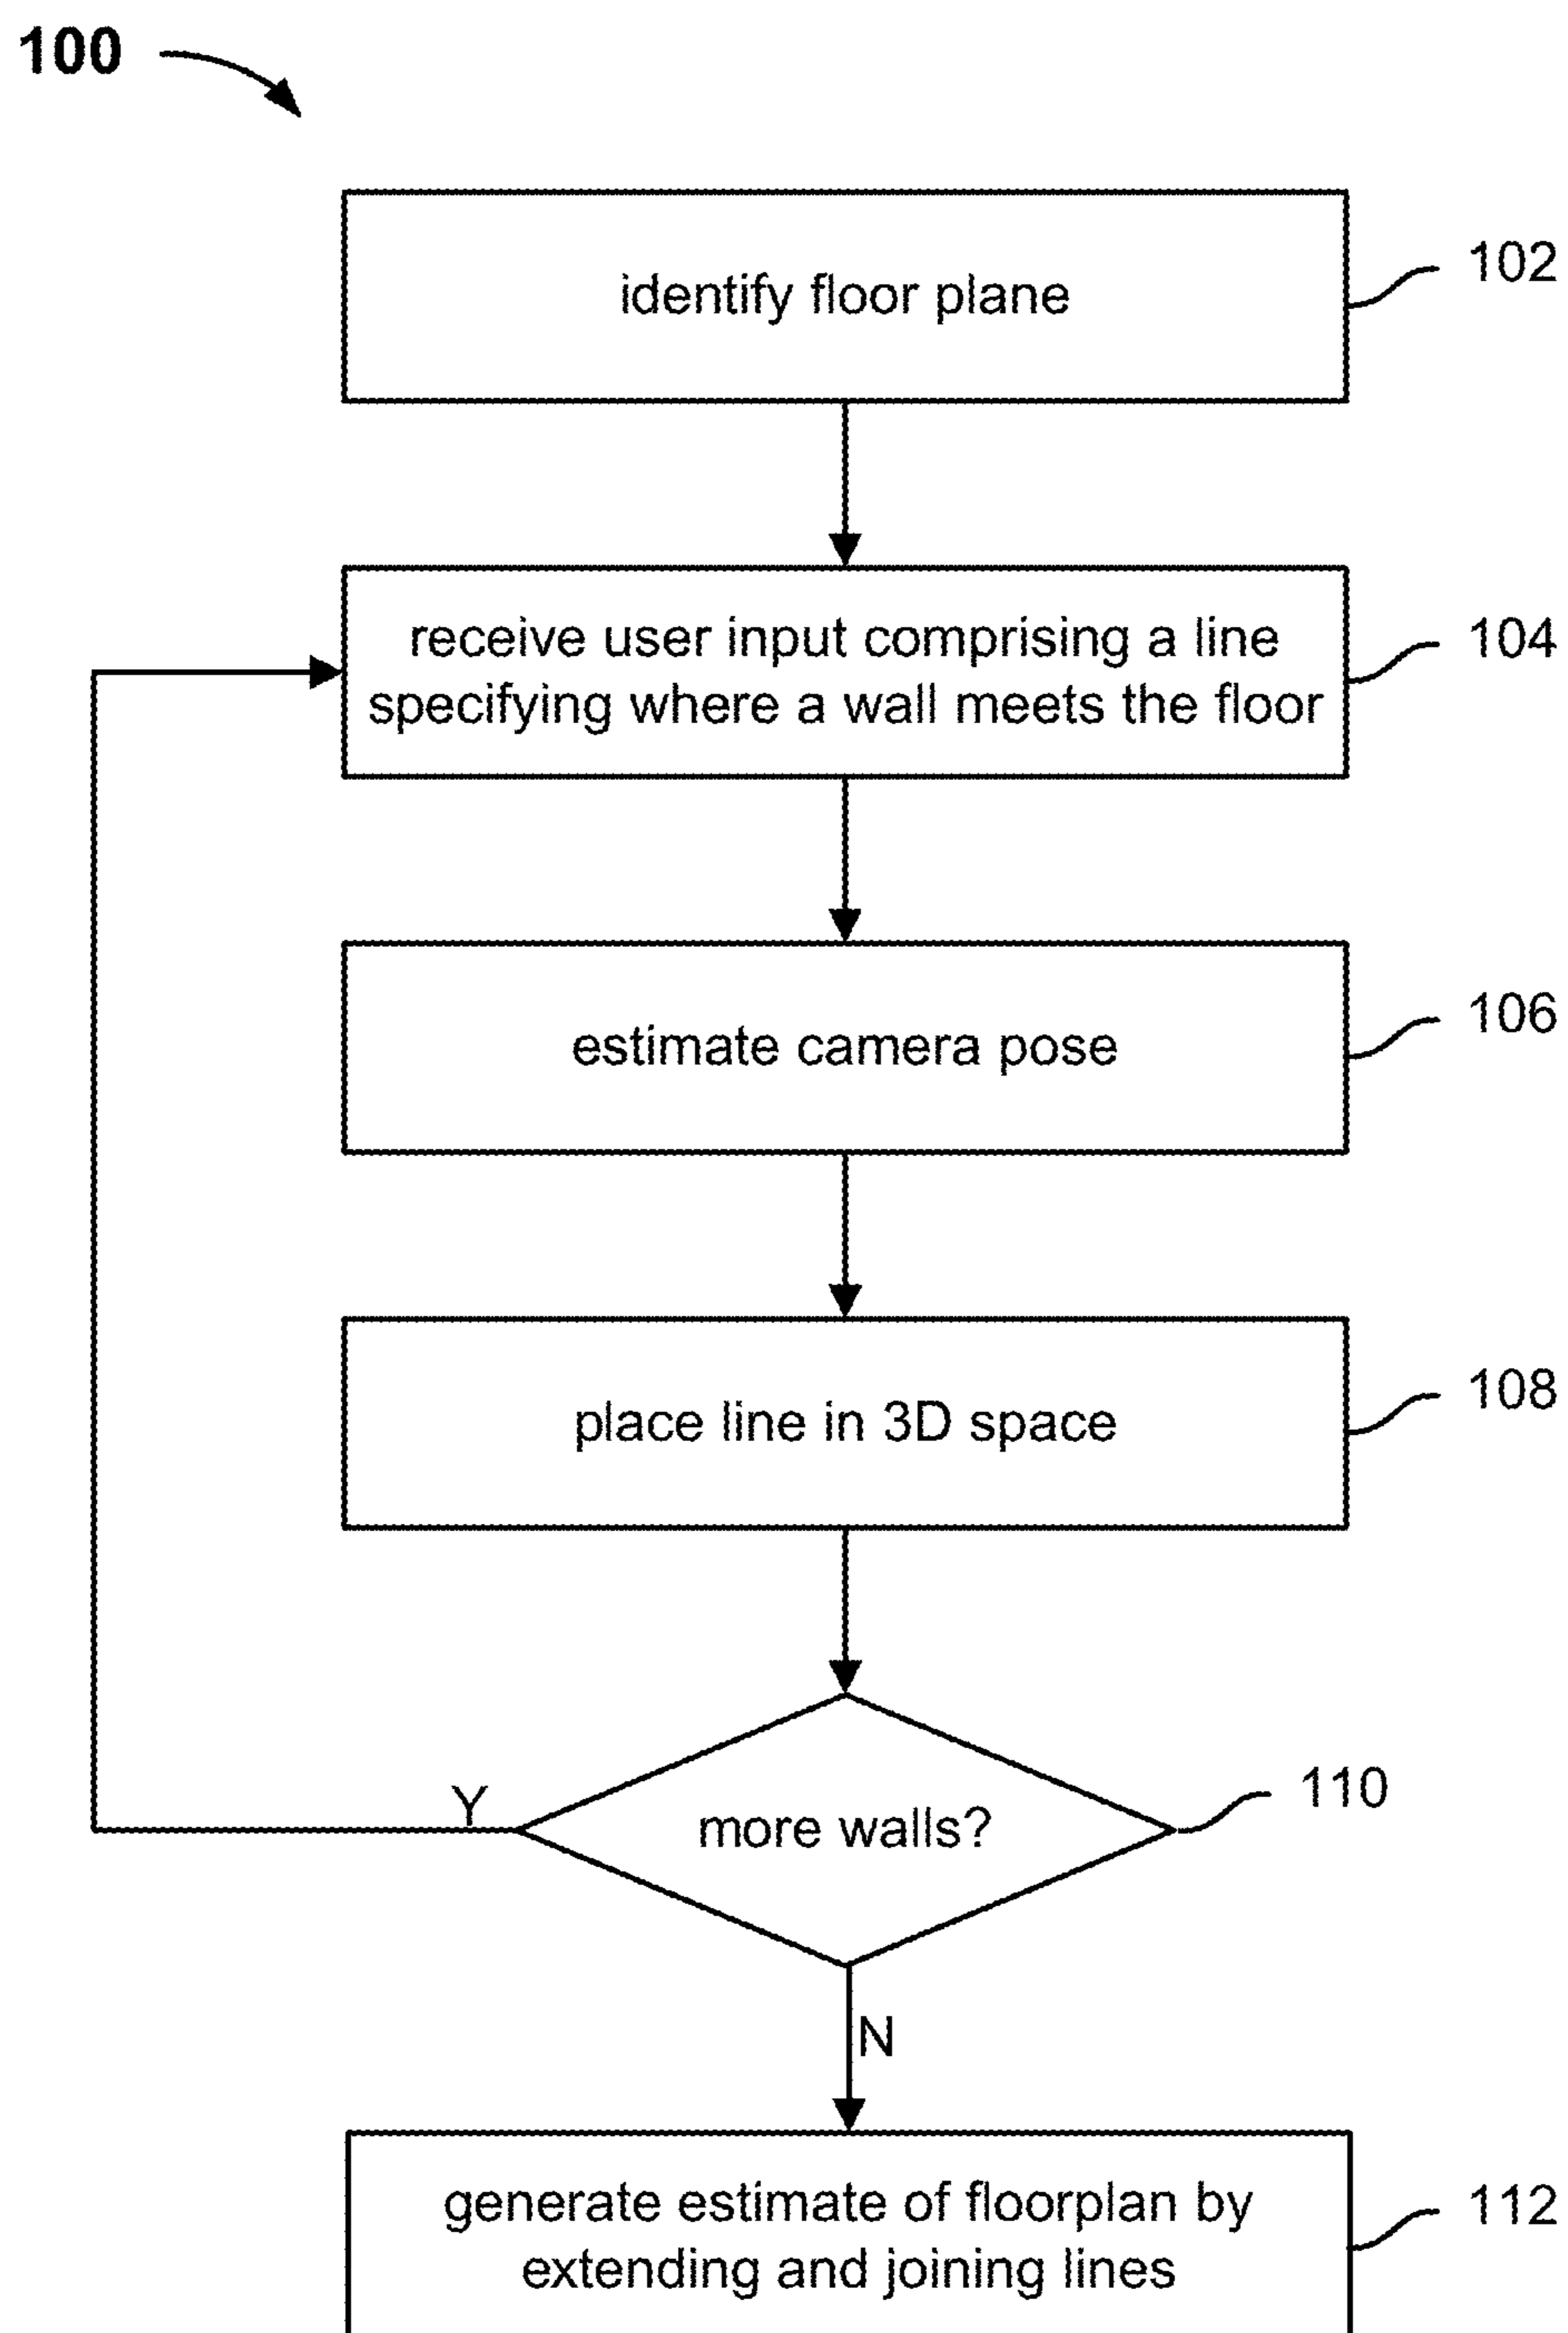 100
identify floor plane
102
receive user input comprising a line
specifying where a wall meets the floor
104
estimate camera pose
106
place line in 3D space
108
more walls?
110
Y
N
generate estimate of floorplan by
extending and joining lines
112